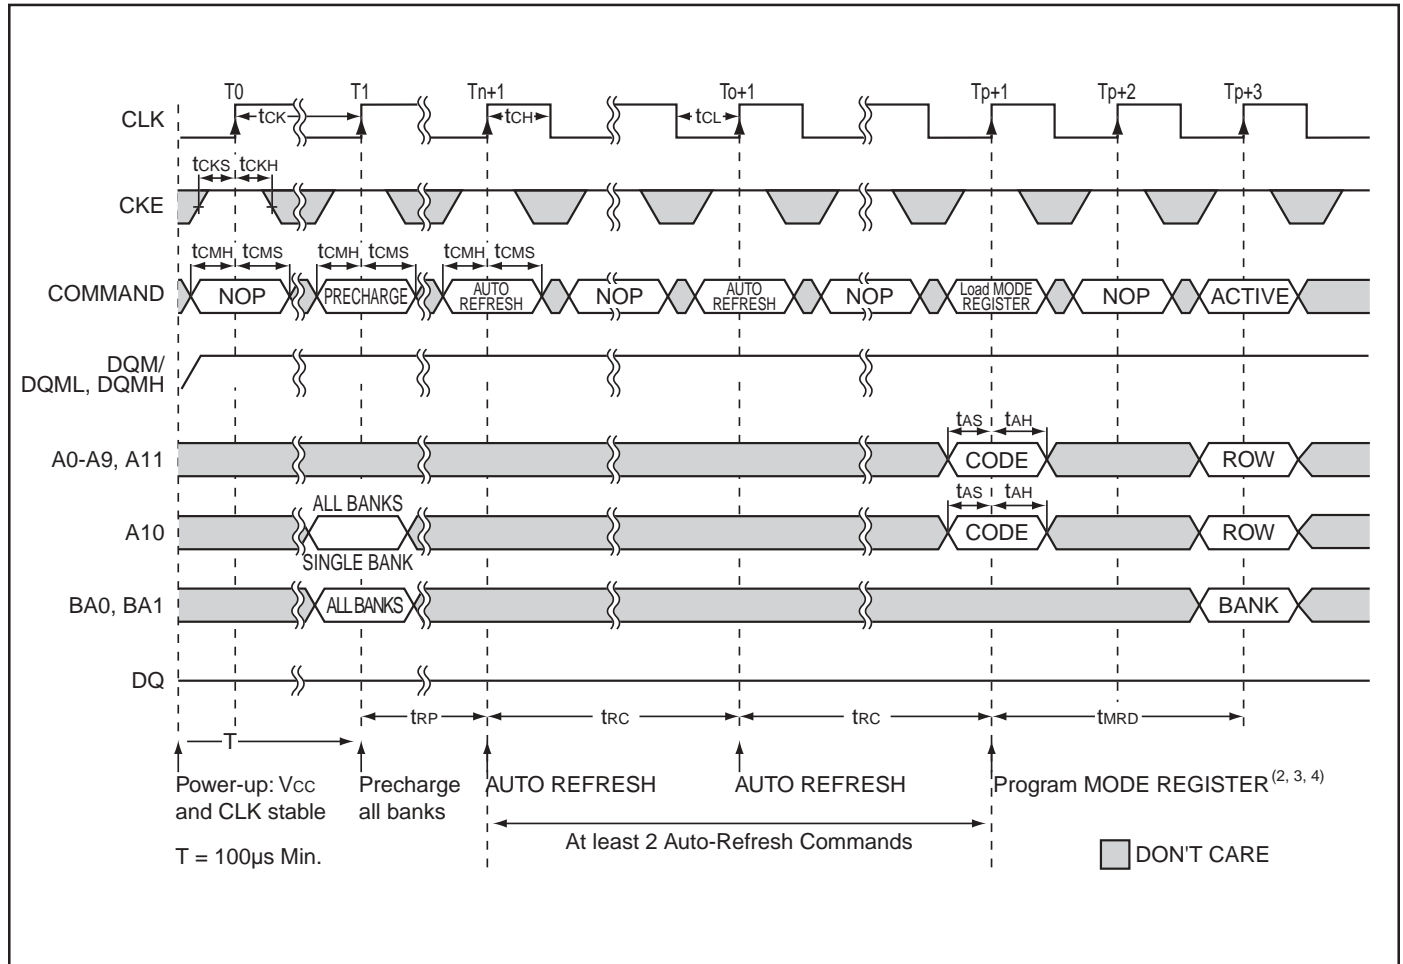 T0 T1 Tn+1 To+1 Tp+1 Tp+2 Tp+3
CLK tCK tCH tCL
tCKS tCKH
CKE
tCMH tCMS tCMH tCMS tCMH tCMS
COMMAND NOP PRECHARGE AUTO REFRESH NOP AUTO REFRESH NOP Load MODE REGISTER NOP ACTIVE
DQM/
DQML, DQMH
tAS tAH
A0-A9, A11 CODE ROW
ALL BANKS tAS tAH
A10 CODE ROW
SINGLE BANK
BA0, BA1 ALL BANKS BANK
DQ
tRP tRC tRC tMRD
T
Power-up: VCC Precharge AUTO REFRESH AUTO REFRESH Program MODE REGISTER (2, 3, 4)
and CLK stable all banks
At least 2 Auto-Refresh Commands
T = 100µs Min. DON'T CARE